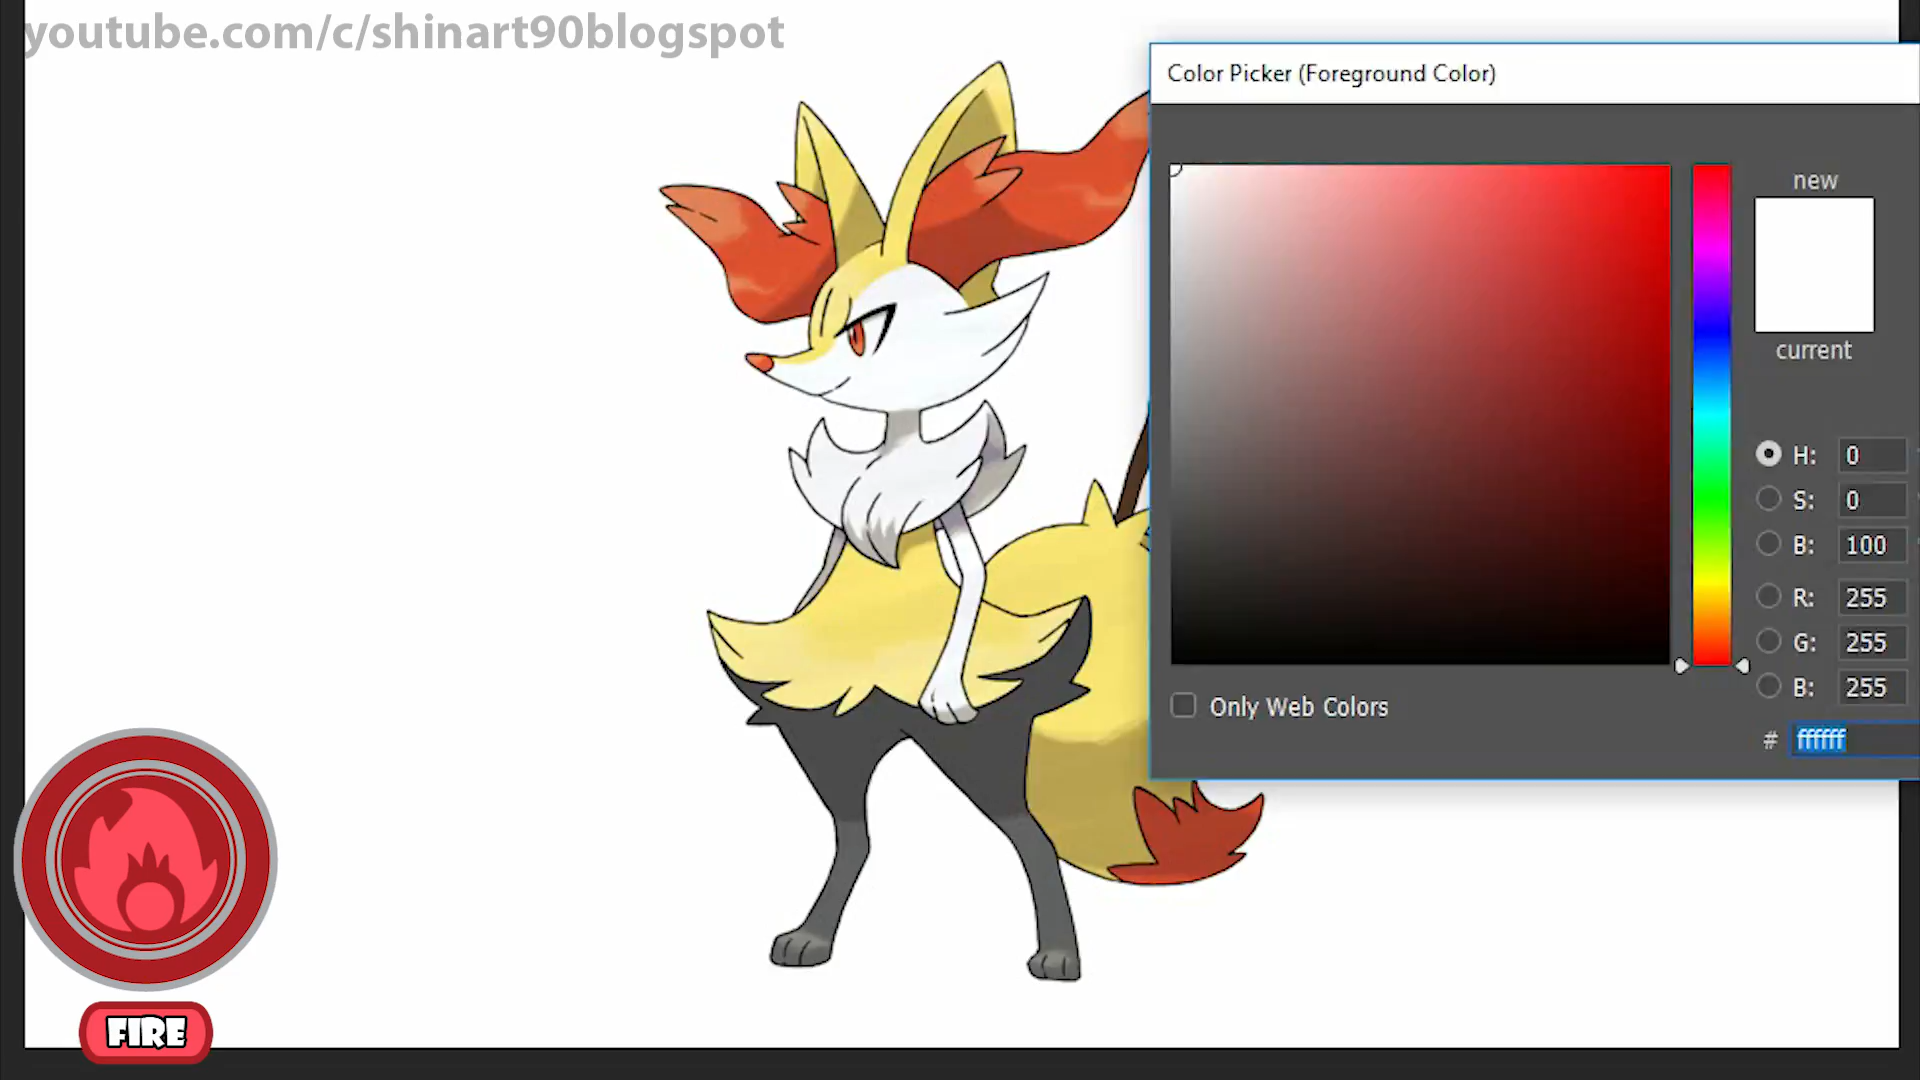 youtube.com/c/shinart90blogspot
Color Picker (Foreground Color)
new
current
H: 0
S: 0
B: 100
R: 255
G: 255
B: 255
Only Web Colors
# ffffff
FIRE